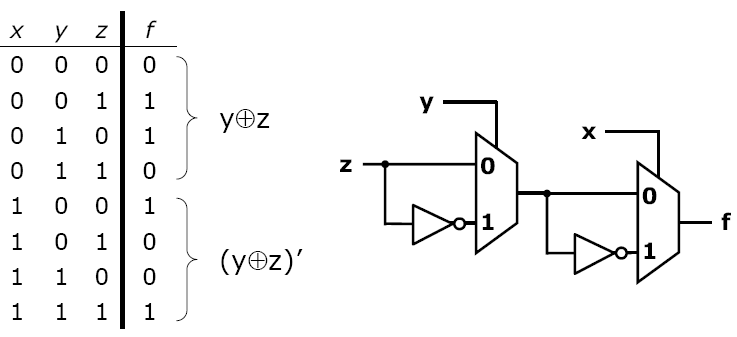 x y z f
0 0 0 0
0 0 1 1
0 1 0 1
0 1 1 0
1 0 0 1
1 0 1 0
1 1 0 0
1 1 1 1
y⊕z
(y⊕z)′
y
z
0
1
x
0
1
f